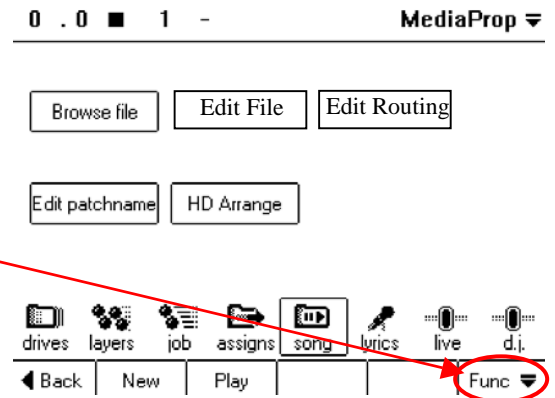 0 .0 ■ 1 - MediaProp
Browse file Edit File Edit Routing
Edit patchname HD Arrange
drives layers job assigns song lyrics live d.j.
Back New Play Func